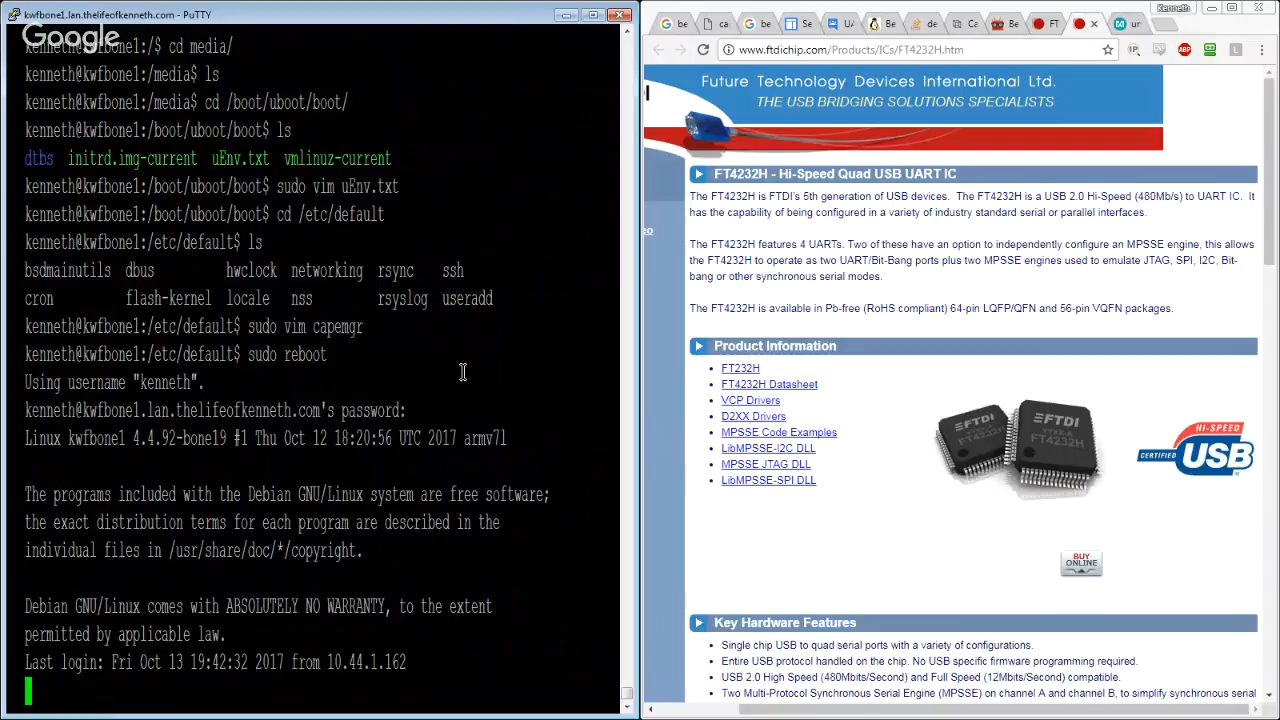 kwfbone1.lan.thelifeofkenneth.com - PuTTY
Google
kenneth@kwfbone1:/$ cd media/
kenneth@kwfbone1:/media$ ls
kenneth@kwfbone1:/media$ cd /boot/uboot/boot/
kenneth@kwfbone1:/boot/uboot/boot$ ls
dtbs initrd.img-current uEnv.txt vmlinuz-current
kenneth@kwfbone1:/boot/uboot/boot$ sudo vim uEnv.txt
kenneth@kwfbone1:/boot/uboot/boot$ cd /etc/default
kenneth@kwfbone1:/etc/default$ ls
bsdmainutils dbus hwclock networking rsync ssh
cron flash-kernel locale nss rsyslog useradd
kenneth@kwfbone1:/etc/default$ sudo vim capemgr
kenneth@kwfbone1:/etc/default$ sudo reboot
Using username "kenneth".
kenneth@kwfbone1.lan.thelifeofkenneth.com's password:
Linux kwfbone1 4.4.92-bone19 #1 Thu Oct 12 18:20:56 UTC 2017 armv7l
The programs included with the Debian GNU/Linux system are free software;
the exact distribution terms for each program are described in the
individual files in /usr/share/doc/*/copyright.
Debian GNU/Linux comes with ABSOLUTELY NO WARRANTY, to the extent
permitted by applicable law.
Last login: Fri Oct 13 19:42:32 2017 from 10.44.1.162
Kenneth
be ca be Se UA Be de Ca Be FT FT ur
www.ftdichip.com/Products/ICs/FT4232H.htm
ABP
Future Technology Devices International Ltd.
THE USB BRIDGING SOLUTIONS SPECIALISTS
FT4232H - Hi-Speed Quad USB UART IC
The FT4232H is FTDI's 5th generation of USB devices. The FT4232H is a USB 2.0 Hi-Speed (480Mb/s) to UART IC. It
has the capability of being configured in a variety of industry standard serial or parallel interfaces.
eo
The FT4232H features 4 UARTs. Two of these have an option to independently configure an MPSSE engine, this allows
the FT4232H to operate as two UART/Bit-Bang ports plus two MPSSE engines used to emulate JTAG, SPI, I2C, Bit-
bang or other synchronous serial modes.
The FT4232H is available in Pb-free (RoHS compliant) 64-pin LQFP/QFN and 56-pin VQFN packages.
Product Information
FT232H
FT4232H Datasheet
VCP Drivers
D2XX Drivers
MPSSE Code Examples
LibMPSSE-I2C DLL
MPSSE JTAG DLL
LibMPSSE-SPI DLL
FTDI
FT4232H
HI-SPEED
CERTIFIED USB
BUY
ONLINE
Key Hardware Features
Single chip USB to quad serial ports with a variety of configurations.
Entire USB protocol handled on the chip. No USB specific firmware programming required.
USB 2.0 High Speed (480Mbits/Second) and Full Speed (12Mbits/Second) compatible.
Two Multi-Protocol Synchronous Serial Engine (MPSSE) on channel A and channel B, to simplify synchronous serial